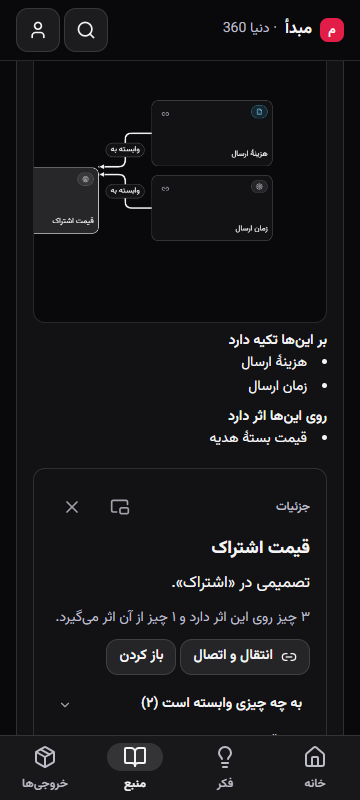 م مبدأ · دنیا 360
هزینهٔ ارسال
وابسته به
وابسته به
قیمت اشتراک
زمان ارسال
بر این‌ها تکیه دارد
• هزینهٔ ارسال
• زمان ارسال
روی این‌ها اثر دارد
• قیمت بستهٔ هدیه
جزئیات
قیمت اشتراک
تصمیمی در «اشتراک».
۳ چیز روی این اثر دارد و ۱ چیز از آن اثر می‌گیرد.
انتقال و اتصال
باز کردن
به چه چیزی وابسته است (۲)
خانه
فکر
منبع
خروجی‌ها